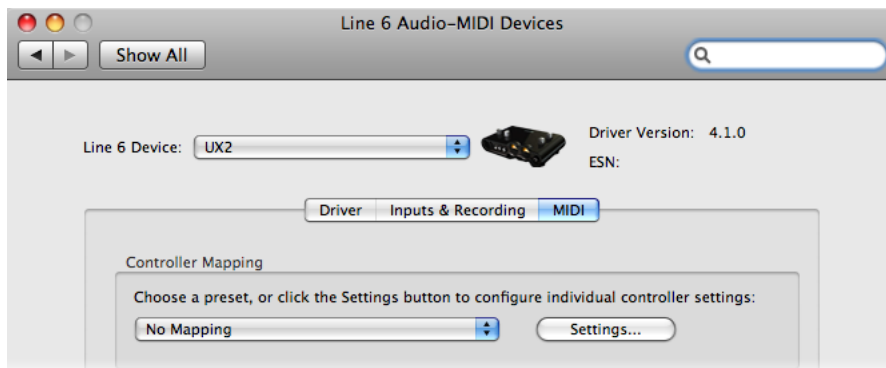 Line 6 Audio-MIDI Devices
Show All
Line 6 Device: UX2
Driver Version: 4.1.0
ESN:
Driver Inputs & Recording MIDI
Controller Mapping
Choose a preset, or click the Settings button to configure individual controller settings:
No Mapping Settings...